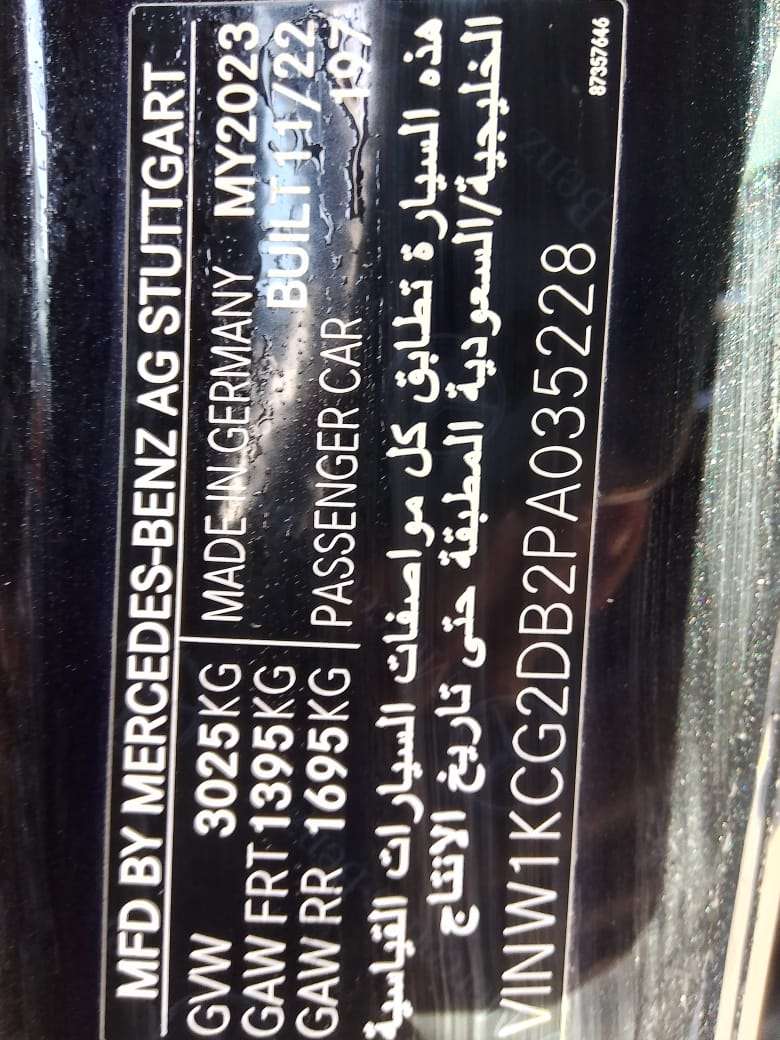 MFD BY MERCEDES-BENZ AG STUTTGART
GVW 3025KG MADE IN GERMANY MY2023
GAW FRT 1395KG BUILT 11/22
GAW RR 1695KG PASSENGER CAR 197
هذه السيارة تطابق كل مواصفات السيارات القياسية
الخليجية/السعودية المطبقة حتى تاريخ الانتاج
VIN W1KCG2DB2PA035228
87357646